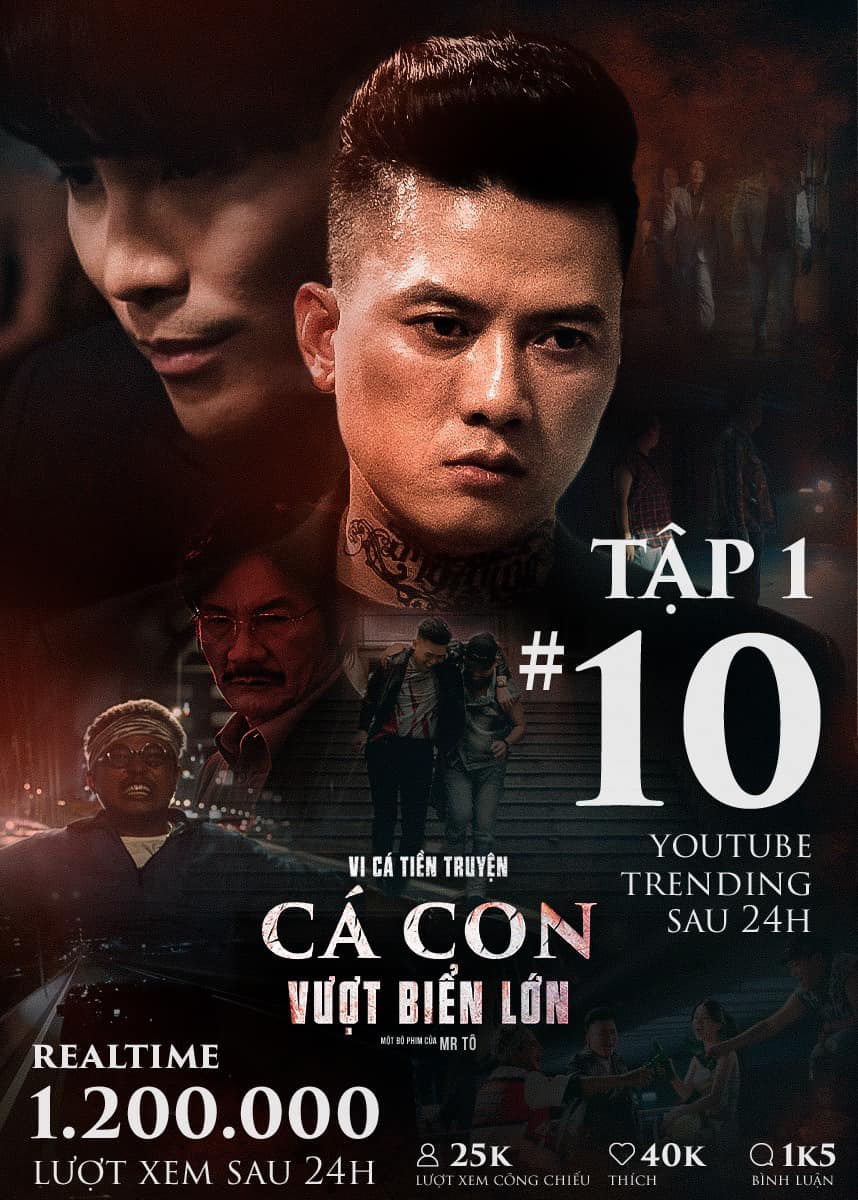 TẬP 1
#10
YOUTUBE
TRENDING
SAU 24H
VI CÁ TIỀN TRUYỆN
CÁ CON
VƯỢT BIỂN LỚN
MỘT BỘ PHIM CỦA MR TÔ
REALTIME
1.200.000
LƯỢT XEM SAU 24H
25K
LƯỢT XEM CÔNG CHIẾU
40K
THÍCH
1K5
BÌNH LUẬN